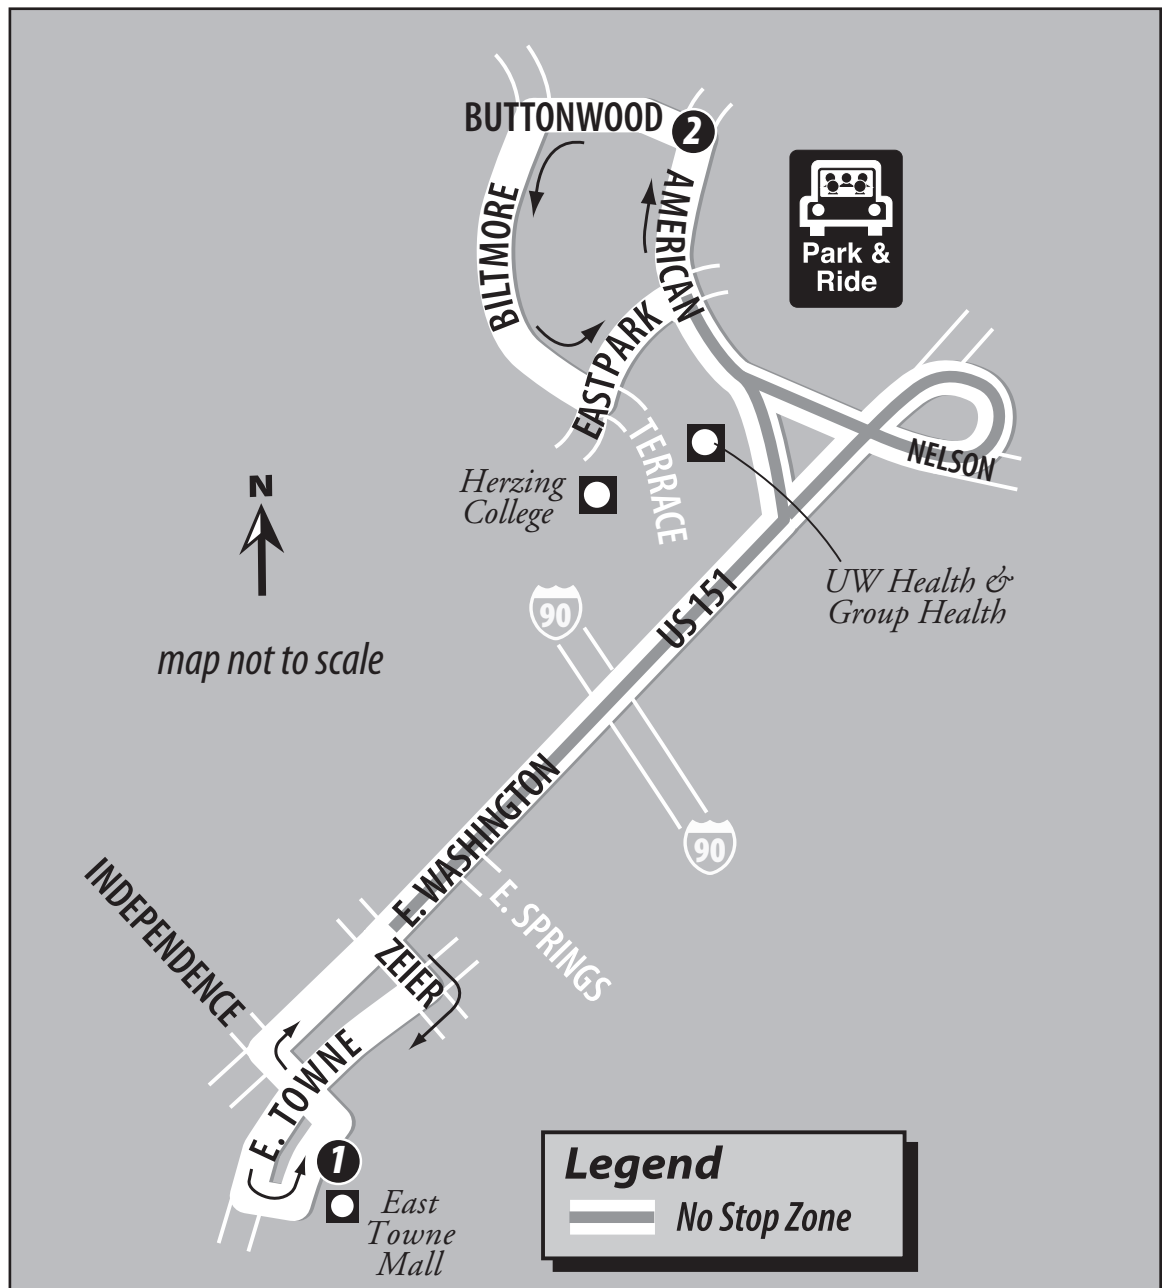 BUTTONWOOD
2
AMERICAN
BILTMORE
Park &
Ride
EASTPARK
TERRACE
NELSON
Herzing
College
N
UW Health &
Group Health
90
US 151
map not to scale
E. WASHINGTON
90
INDEPENDENCE
E. SPRINGS
ZEIER
E. TOWNE
1
East
Towne
Mall
Legend
No Stop Zone